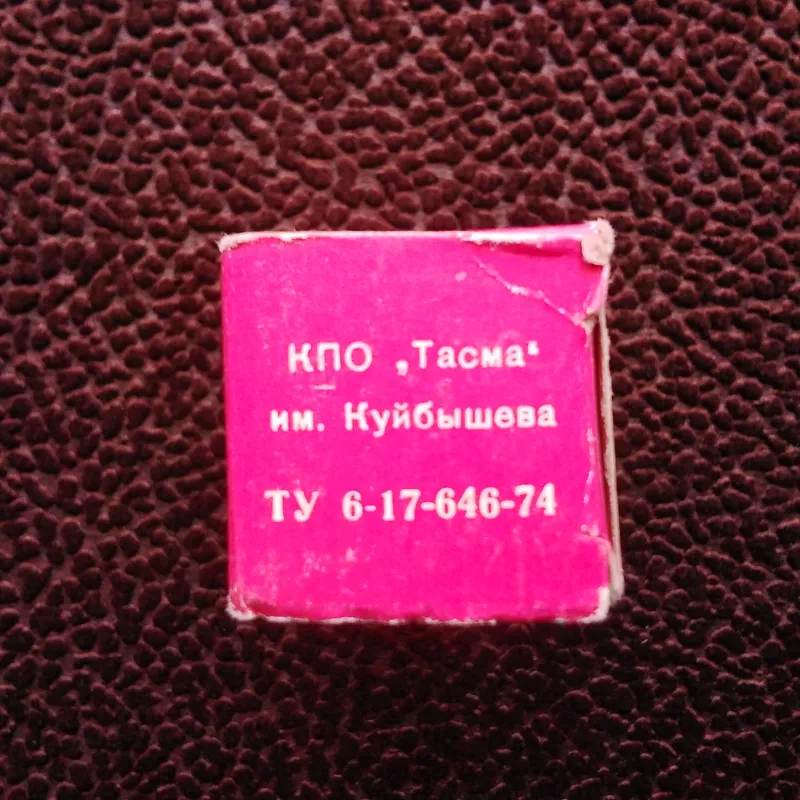 КПО „Тасма“
им. Куйбышева
ТУ 6-17-646-74